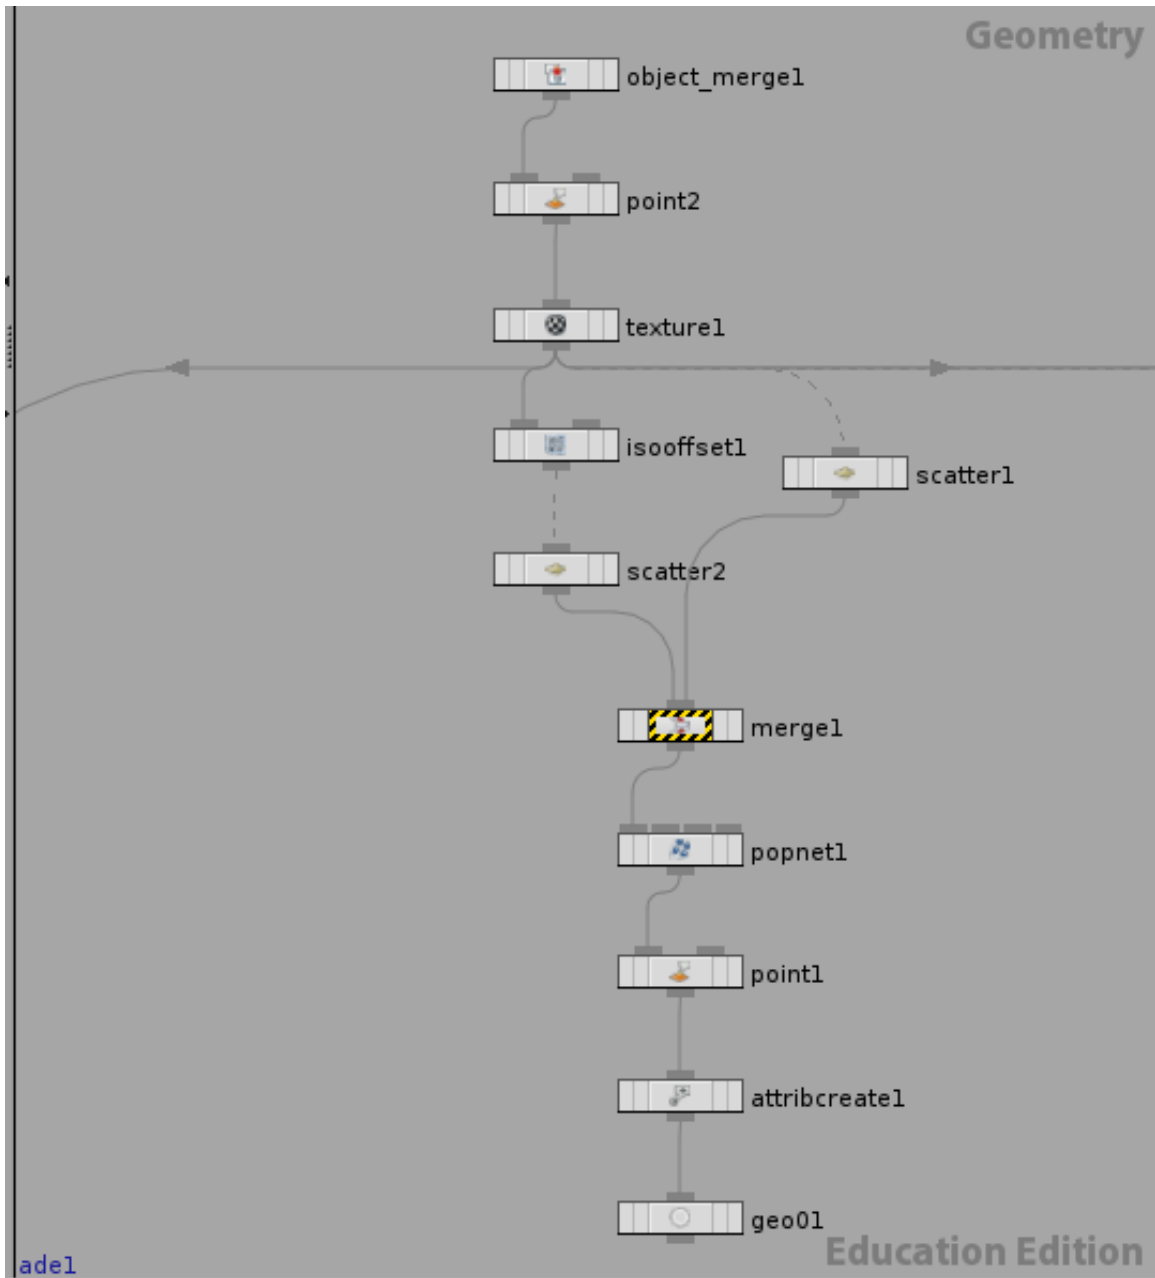 Geometry
object_merge1
point2
texture1
isooffset1
scatter1
scatter2
merge1
popnet1
point1
attribcreate1
geo01
Education Edition
ade1